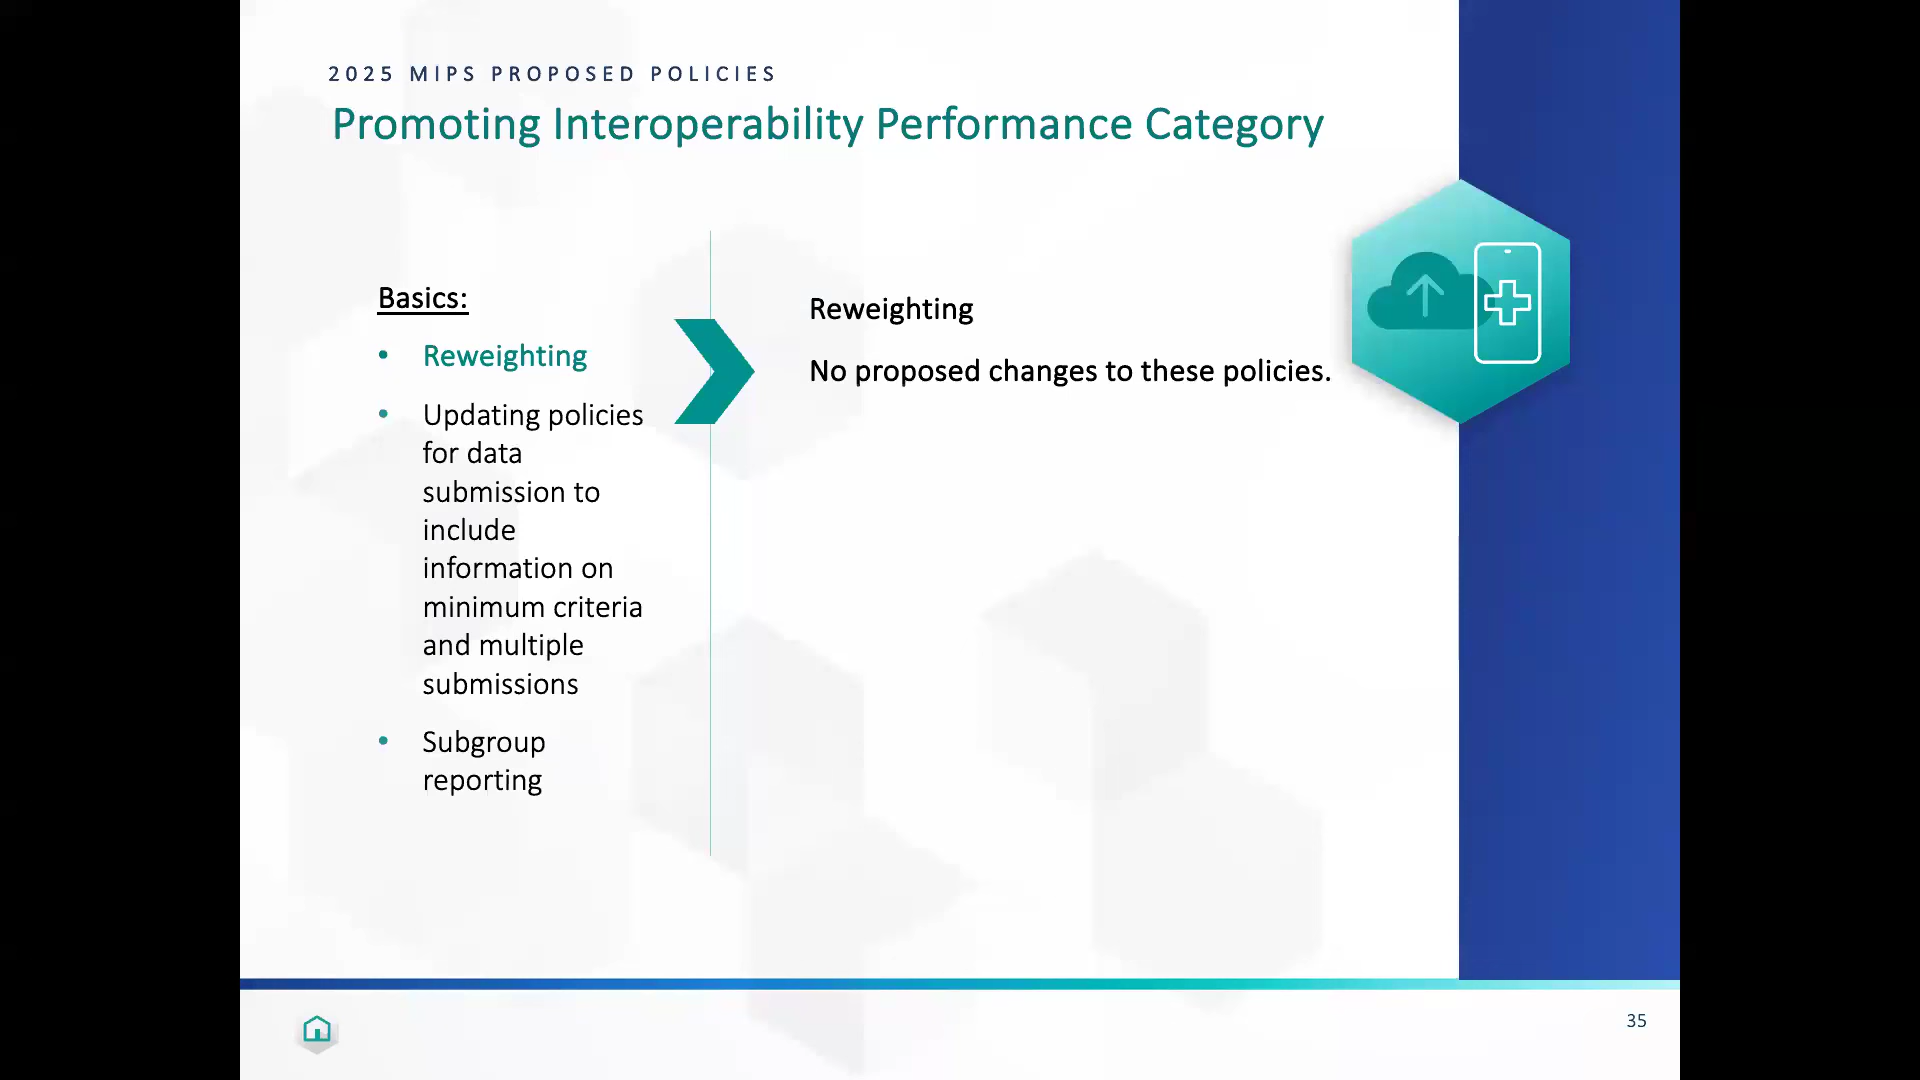 2025 MIPS PROPOSED POLICIES
Promoting Interoperability Performance Category
Basics:
• Reweighting
• Updating policies
for data
submission to
include
information on
minimum criteria
and multiple
submissions
• Subgroup
reporting
Reweighting
No proposed changes to these policies.
35